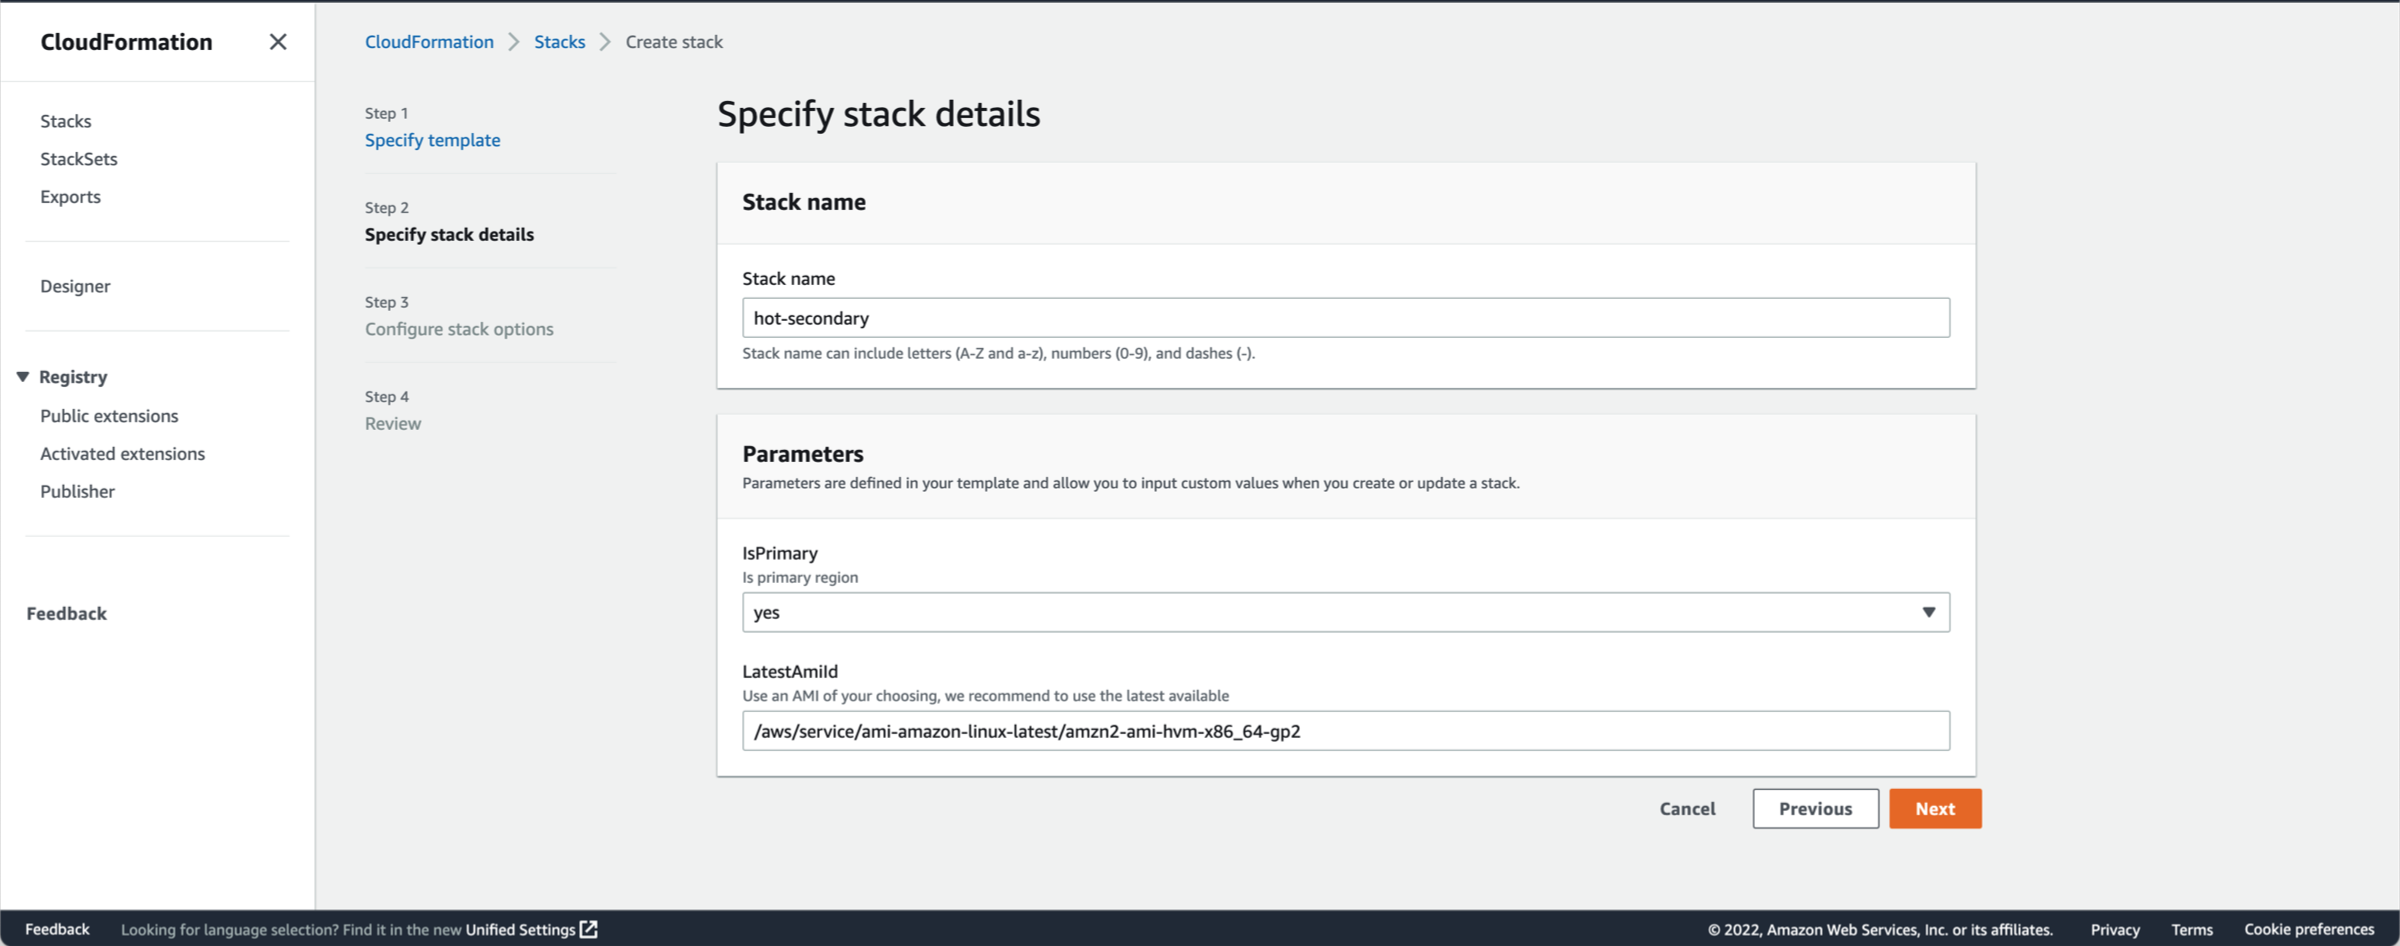 CloudFormation
Stacks
StackSets
Exports
Designer
Registry
Public extensions
Activated extensions
Publisher
Feedback
CloudFormation > Stacks > Create stack
Step 1
Specify template
Step 2
Specify stack details
Step 3
Configure stack options
Step 4
Review
Specify stack details
Stack name
Stack name
hot-secondary
Stack name can include letters (A-Z and a-z), numbers (0-9), and dashes (-).
Parameters
Parameters are defined in your template and allow you to input custom values when you create or update a stack.
IsPrimary
Is primary region
yes
LatestAmiId
Use an AMI of your choosing, we recommend to use the latest available
/aws/service/ami-amazon-linux-latest/amzn2-ami-hvm-x86_64-gp2
Cancel Previous Next
Feedback Looking for language selection? Find it in the new Unified Settings © 2022, Amazon Web Services, Inc. or its affiliates. Privacy Terms Cookie preferences